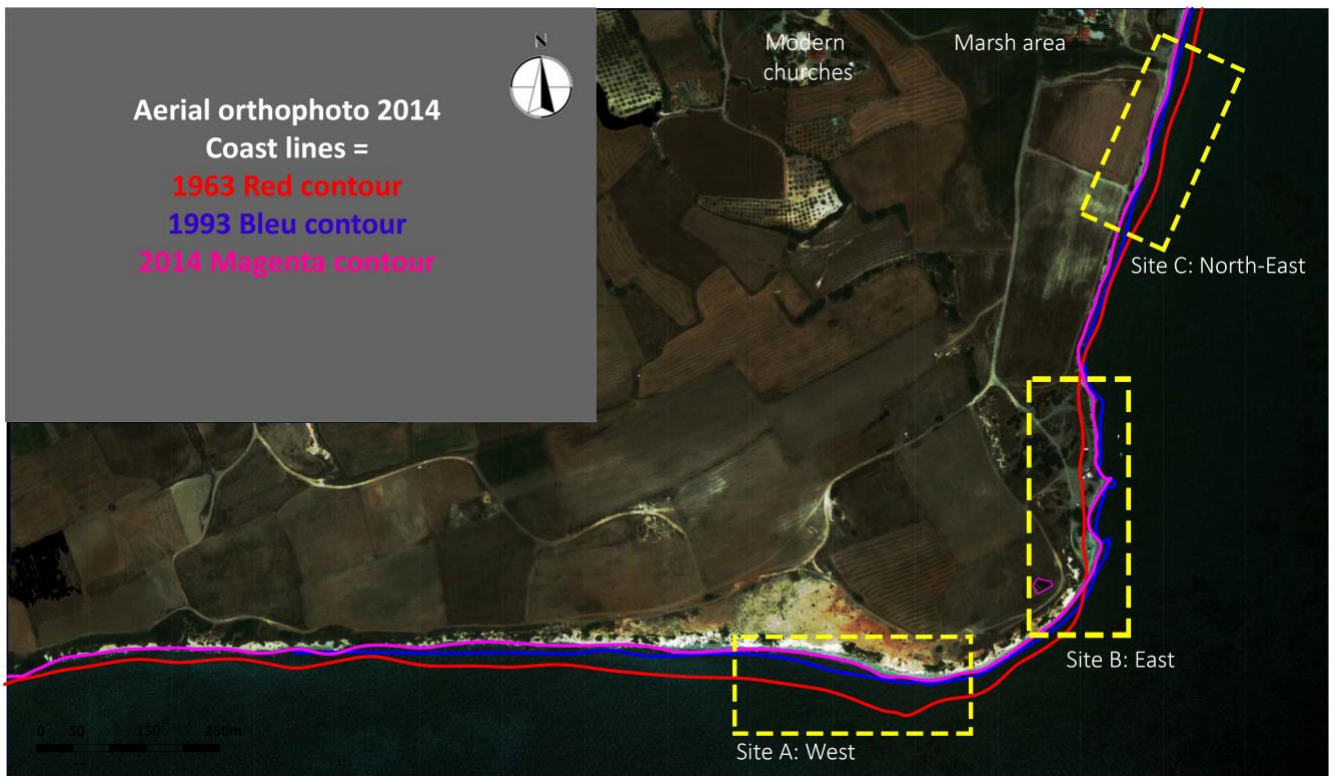 N
Aerial orthophoto 2014
Coast lines =
1963 Red contour
1993 Bleu contour
2014 Magenta contour
Modern
churches
Marsh area
Site C: North-East
Site B: East
Site A: West
0 50 150 250m